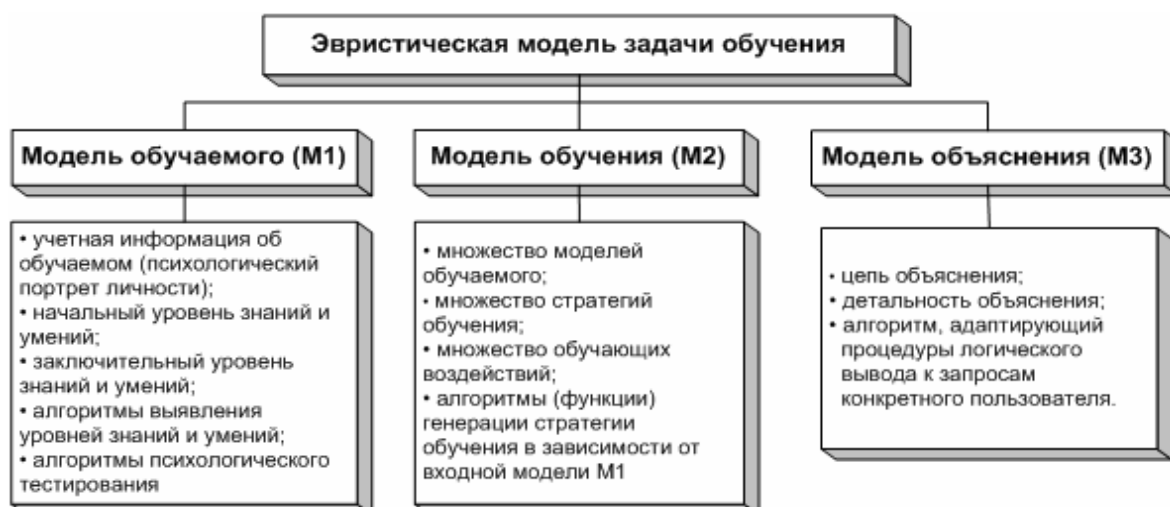 Эвристическая модель задачи обучения
Модель обучаемого (М1)
• учетная информация об
обучаемом (психологический
портрет личности);
• начальный уровень знаний и
умений;
• заключительный уровень
знаний и умений;
• алгоритмы выявления
уровней знаний и умений;
• алгоритмы психологического
тестирования
Модель обучения (М2)
• множество моделей
обучаемого;
• множество стратегий
обучения;
• множество обучающих
воздействий;
• алгоритмы (функции)
генерации стратегии
обучения в зависимости от
входной модели М1
Модель объяснения (М3)
• цепь объяснения;
• детальность объяснения;
• алгоритм, адаптирующий
процедуры логического
вывода к запросам
конкретного пользователя.